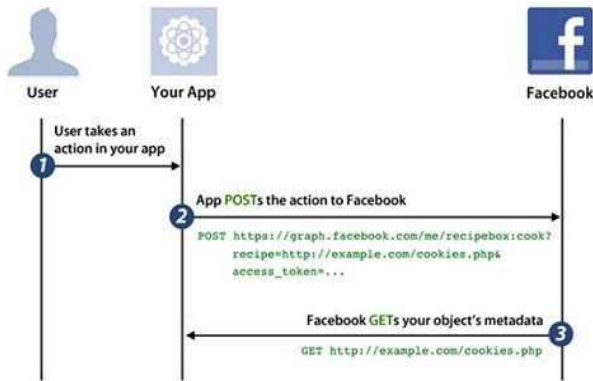 User
Your App
Facebook
User takes an
action in your app
1
App POSTs the action to Facebook
2
POST https://graph.facebook.com/me/recipebox:cook?
recipe=http://example.com/cookies.php&
access_token=...
Facebook GETs your object's metadata
3
GET http://example.com/cookies.php